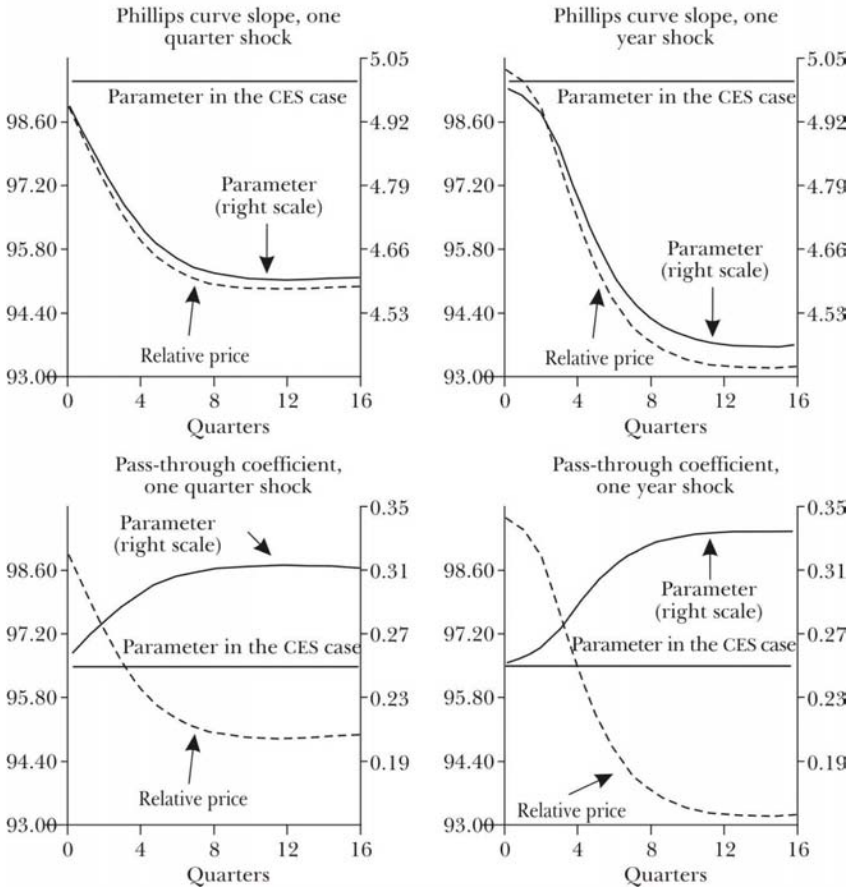 Phillips curve slope, one
quarter shock
5.05
Parameter in the CES case
98.60
4.92
97.20
4.79
Parameter
(right scale)
95.80
4.66
94.40
4.53
Relative price
93.00
0
4
8
12
16
Quarters
Phillips curve slope, one
year shock
5.05
Parameter in the CES case
98.60
4.92
97.20
4.79
95.80
4.66
Parameter
(right scale)
94.40
4.53
Relative price
93.00
0
4
8
12
16
Quarters
Pass-through coefficient,
one quarter shock
0.35
Parameter
(right scale)
98.60
0.31
97.20
0.27
Parameter in the CES case
95.80
0.23
94.40
0.19
Relative price
93.00
0
4
8
12
16
Quarters
Pass-through coefficient,
one year shock
0.35
98.60
0.31
Parameter
(right scale)
97.20
0.27
Parameter in the CES case
95.80
0.23
94.40
0.19
Relative price
93.00
0
4
8
12
16
Quarters